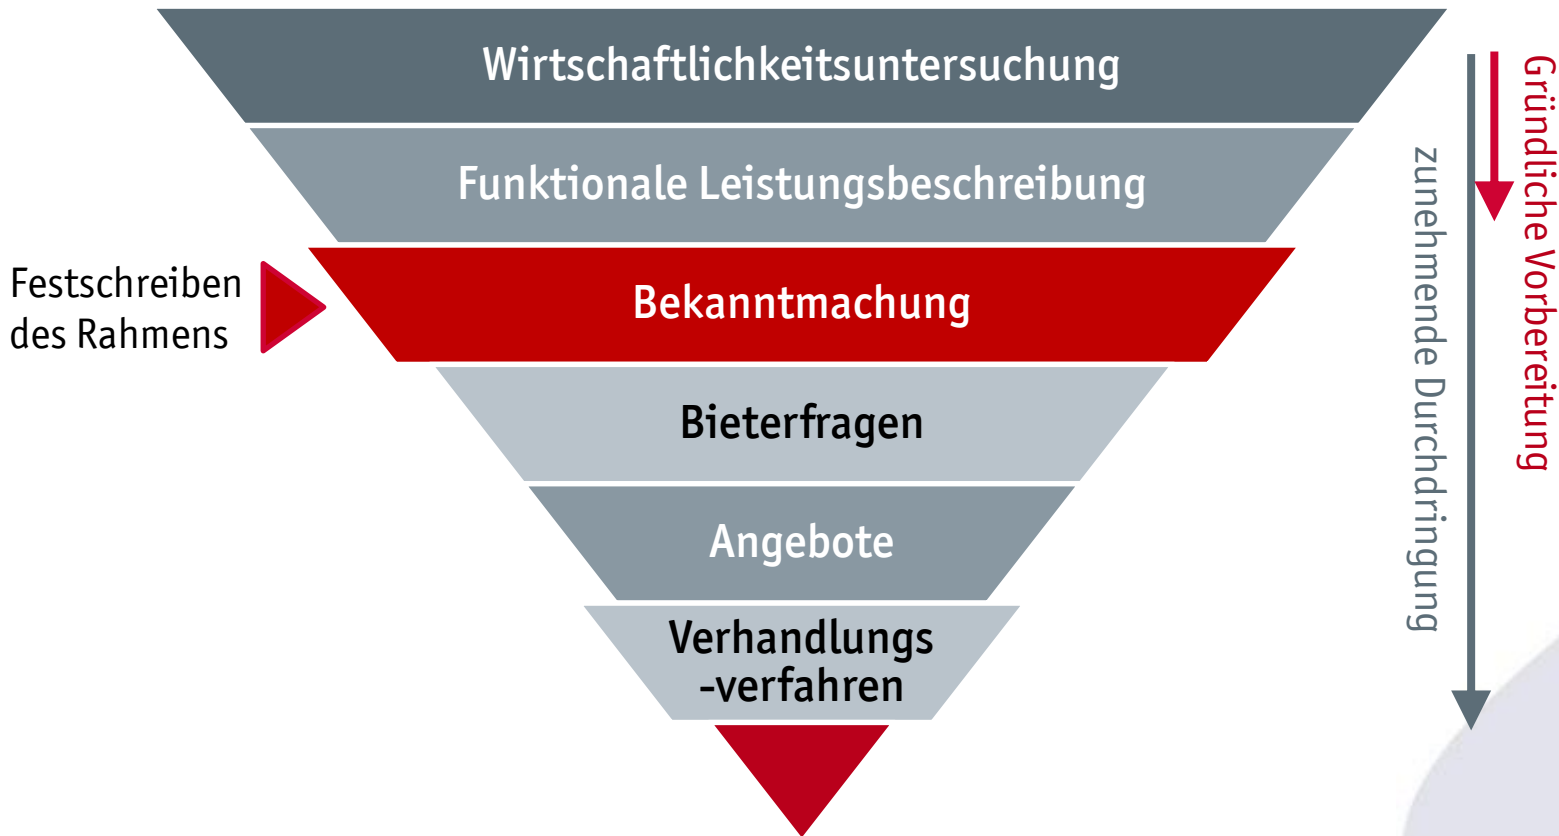 Wirtschaftlichkeitsuntersuchung
Funktionale Leistungsbeschreibung
Festschreiben
des Rahmens
Bekanntmachung
Bieterfragen
Angebote
Verhandlungs
-verfahren
zunehmende Durchdringung
Gründliche Vorbereitung